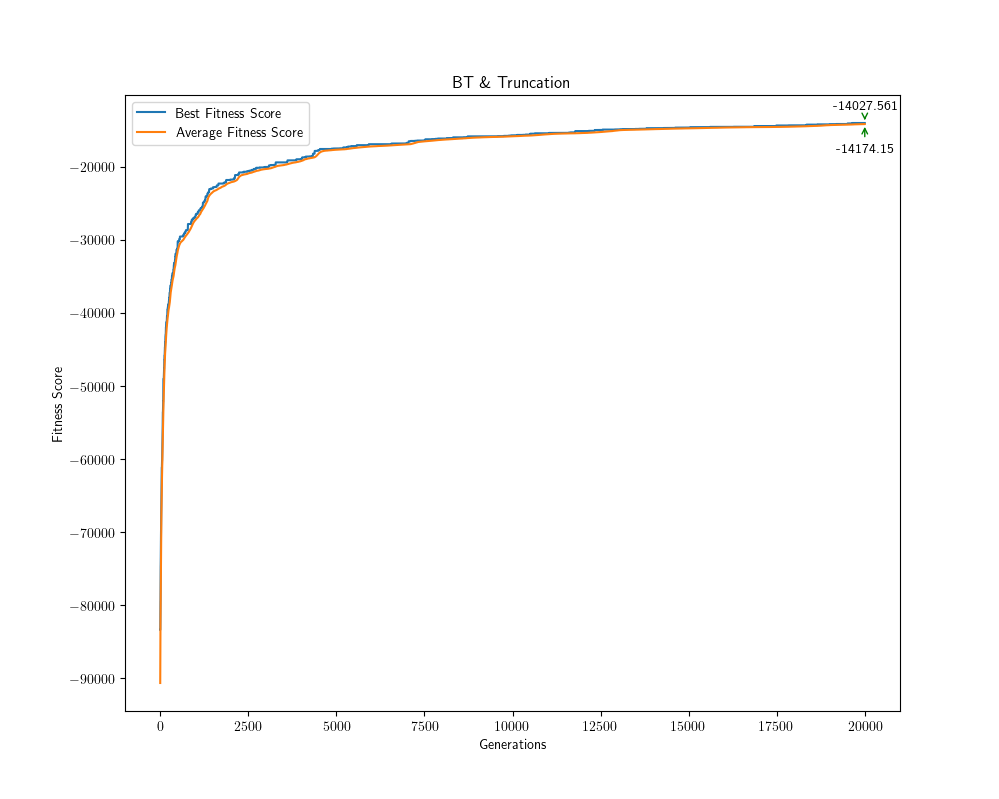 BT & Truncation
Best Fitness Score
Average Fitness Score
-14027.561
-14174.15
−20000
−30000
−40000
−50000
−60000
−70000
−80000
−90000
Fitness Score
0 2500 5000 7500 10000 12500 15000 17500 20000
Generations